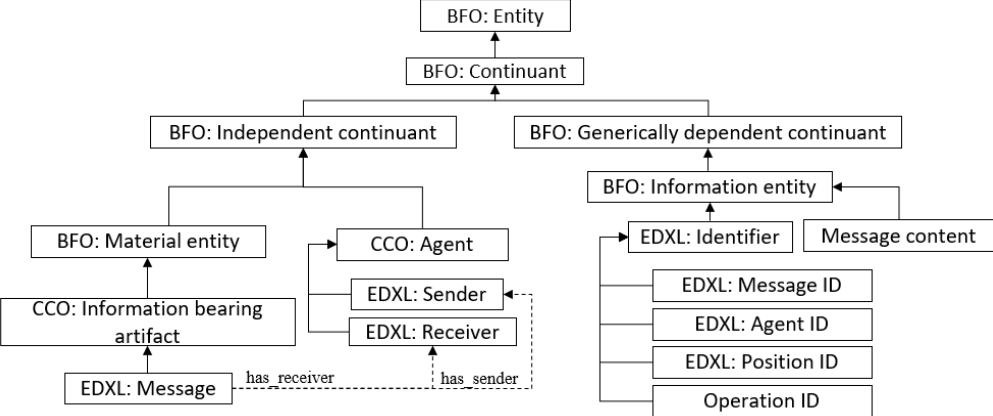 BFO: Entity
BFO: Continuant
BFO: Independent continuant
BFO: Generically dependent continuant
BFO: Information entity
BFO: Material entity
CCO: Agent
EDXL: Identifier
Message content
EDXL: Sender
EDXL: Message ID
CCO: Information bearing
artifact
EDXL: Receiver
EDXL: Agent ID
EDXL: Position ID
EDXL: Message
has_receiver
has_sender
Operation ID